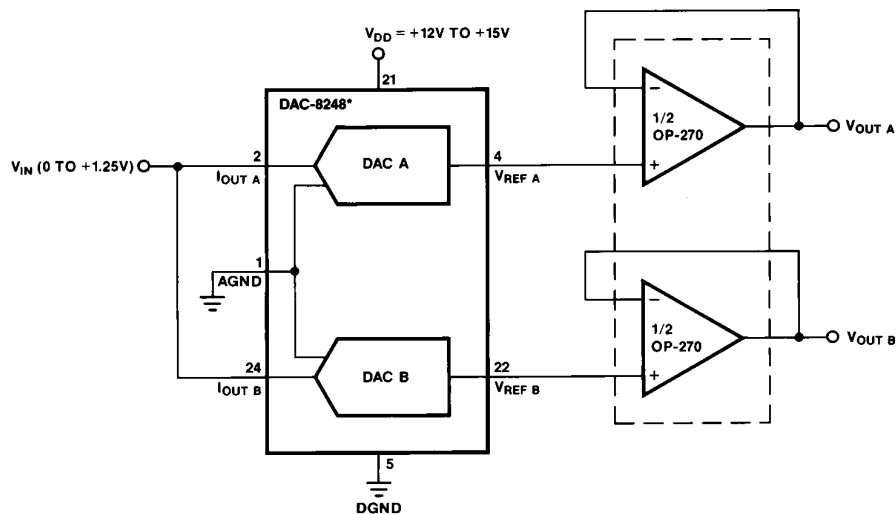 V_DD = +12V TO +15V
21
DAC-8248*
V_IN (0 TO +1.25V)
2
I_OUT A
DAC A
4
V_REF A
−
1/2
OP-270
+
V_OUT A
1
AGND
24
I_OUT B
DAC B
22
V_REF B
−
1/2
OP-270
+
V_OUT B
5
DGND